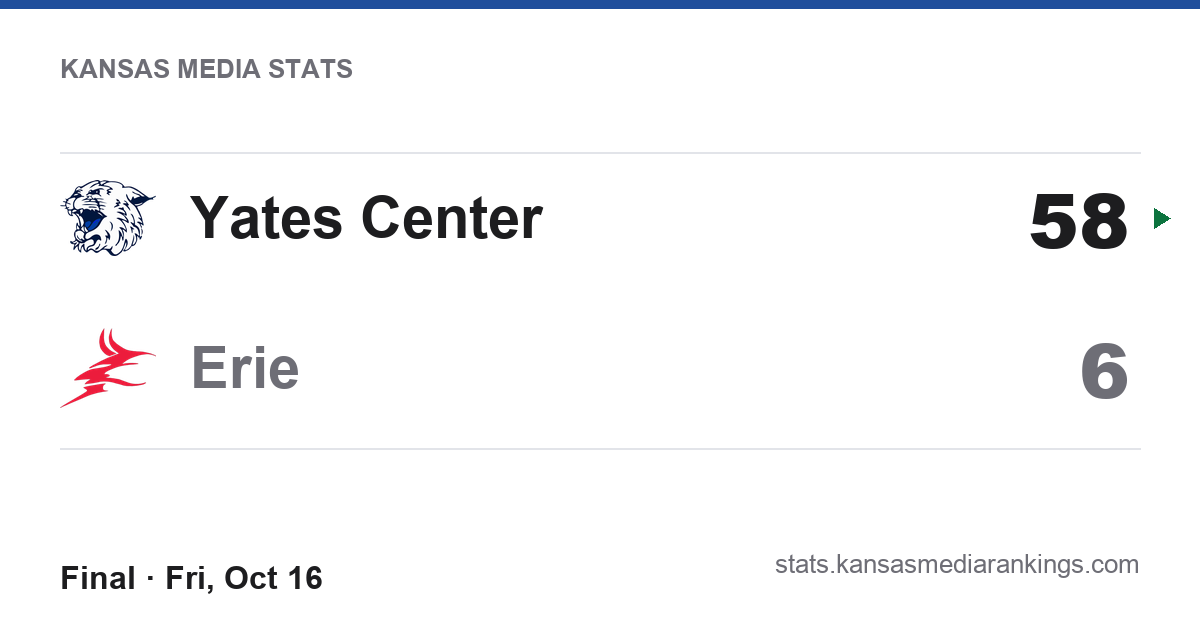 KANSAS MEDIA STATS
Yates Center 58
Erie 6
Final · Fri, Oct 16
stats.kansasmediarankings.com